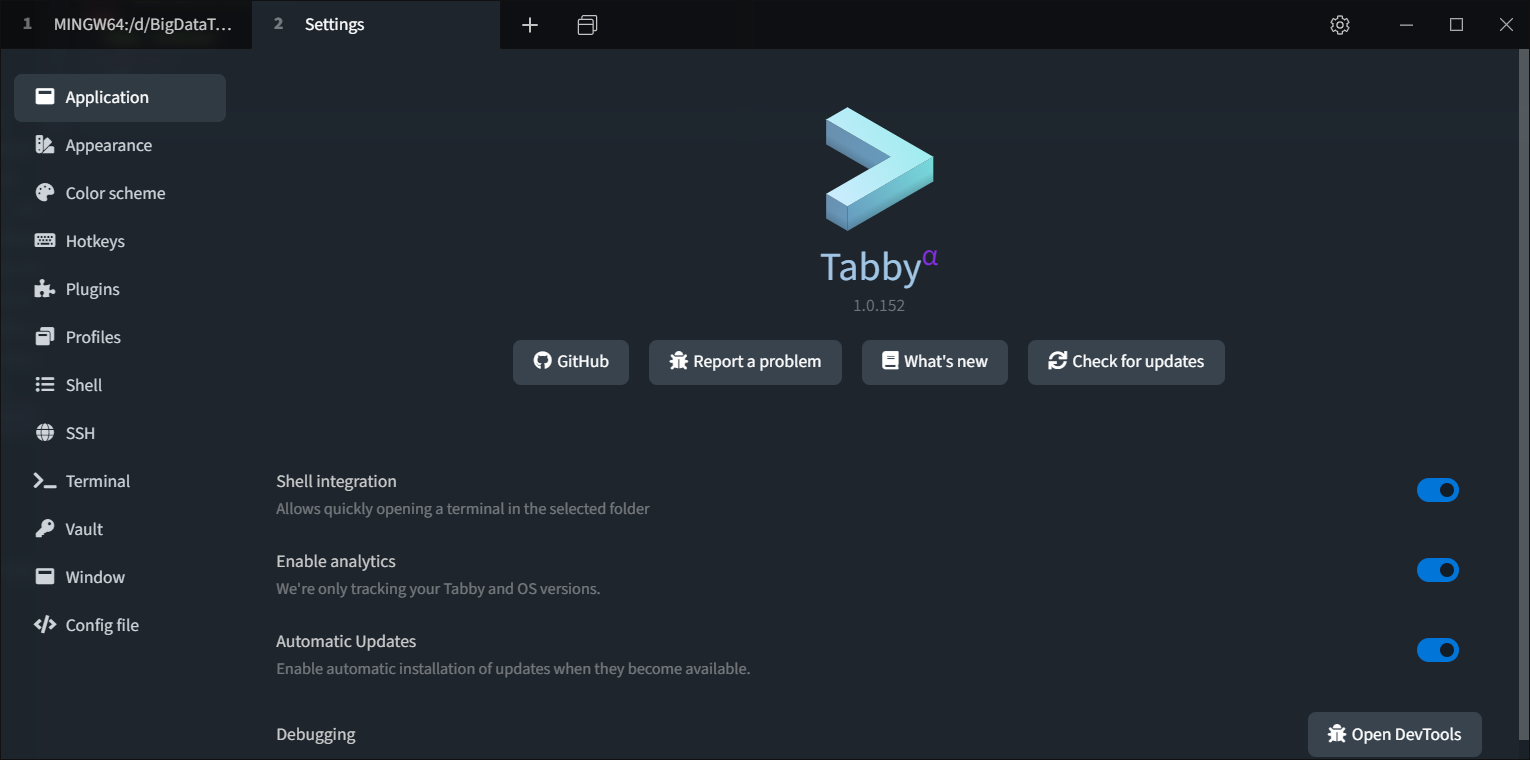 1 MINGW64:/d/BigDataT... 2 Settings
Application
Appearance
Color scheme
Hotkeys
Plugins
Profiles
Shell
SSH
Terminal
Vault
Window
Config file
Tabbyα
1.0.152
GitHub Report a problem What's new Check for updates
Shell integration
Allows quickly opening a terminal in the selected folder
Enable analytics
We're only tracking your Tabby and OS versions.
Automatic Updates
Enable automatic installation of updates when they become available.
Debugging Open DevTools